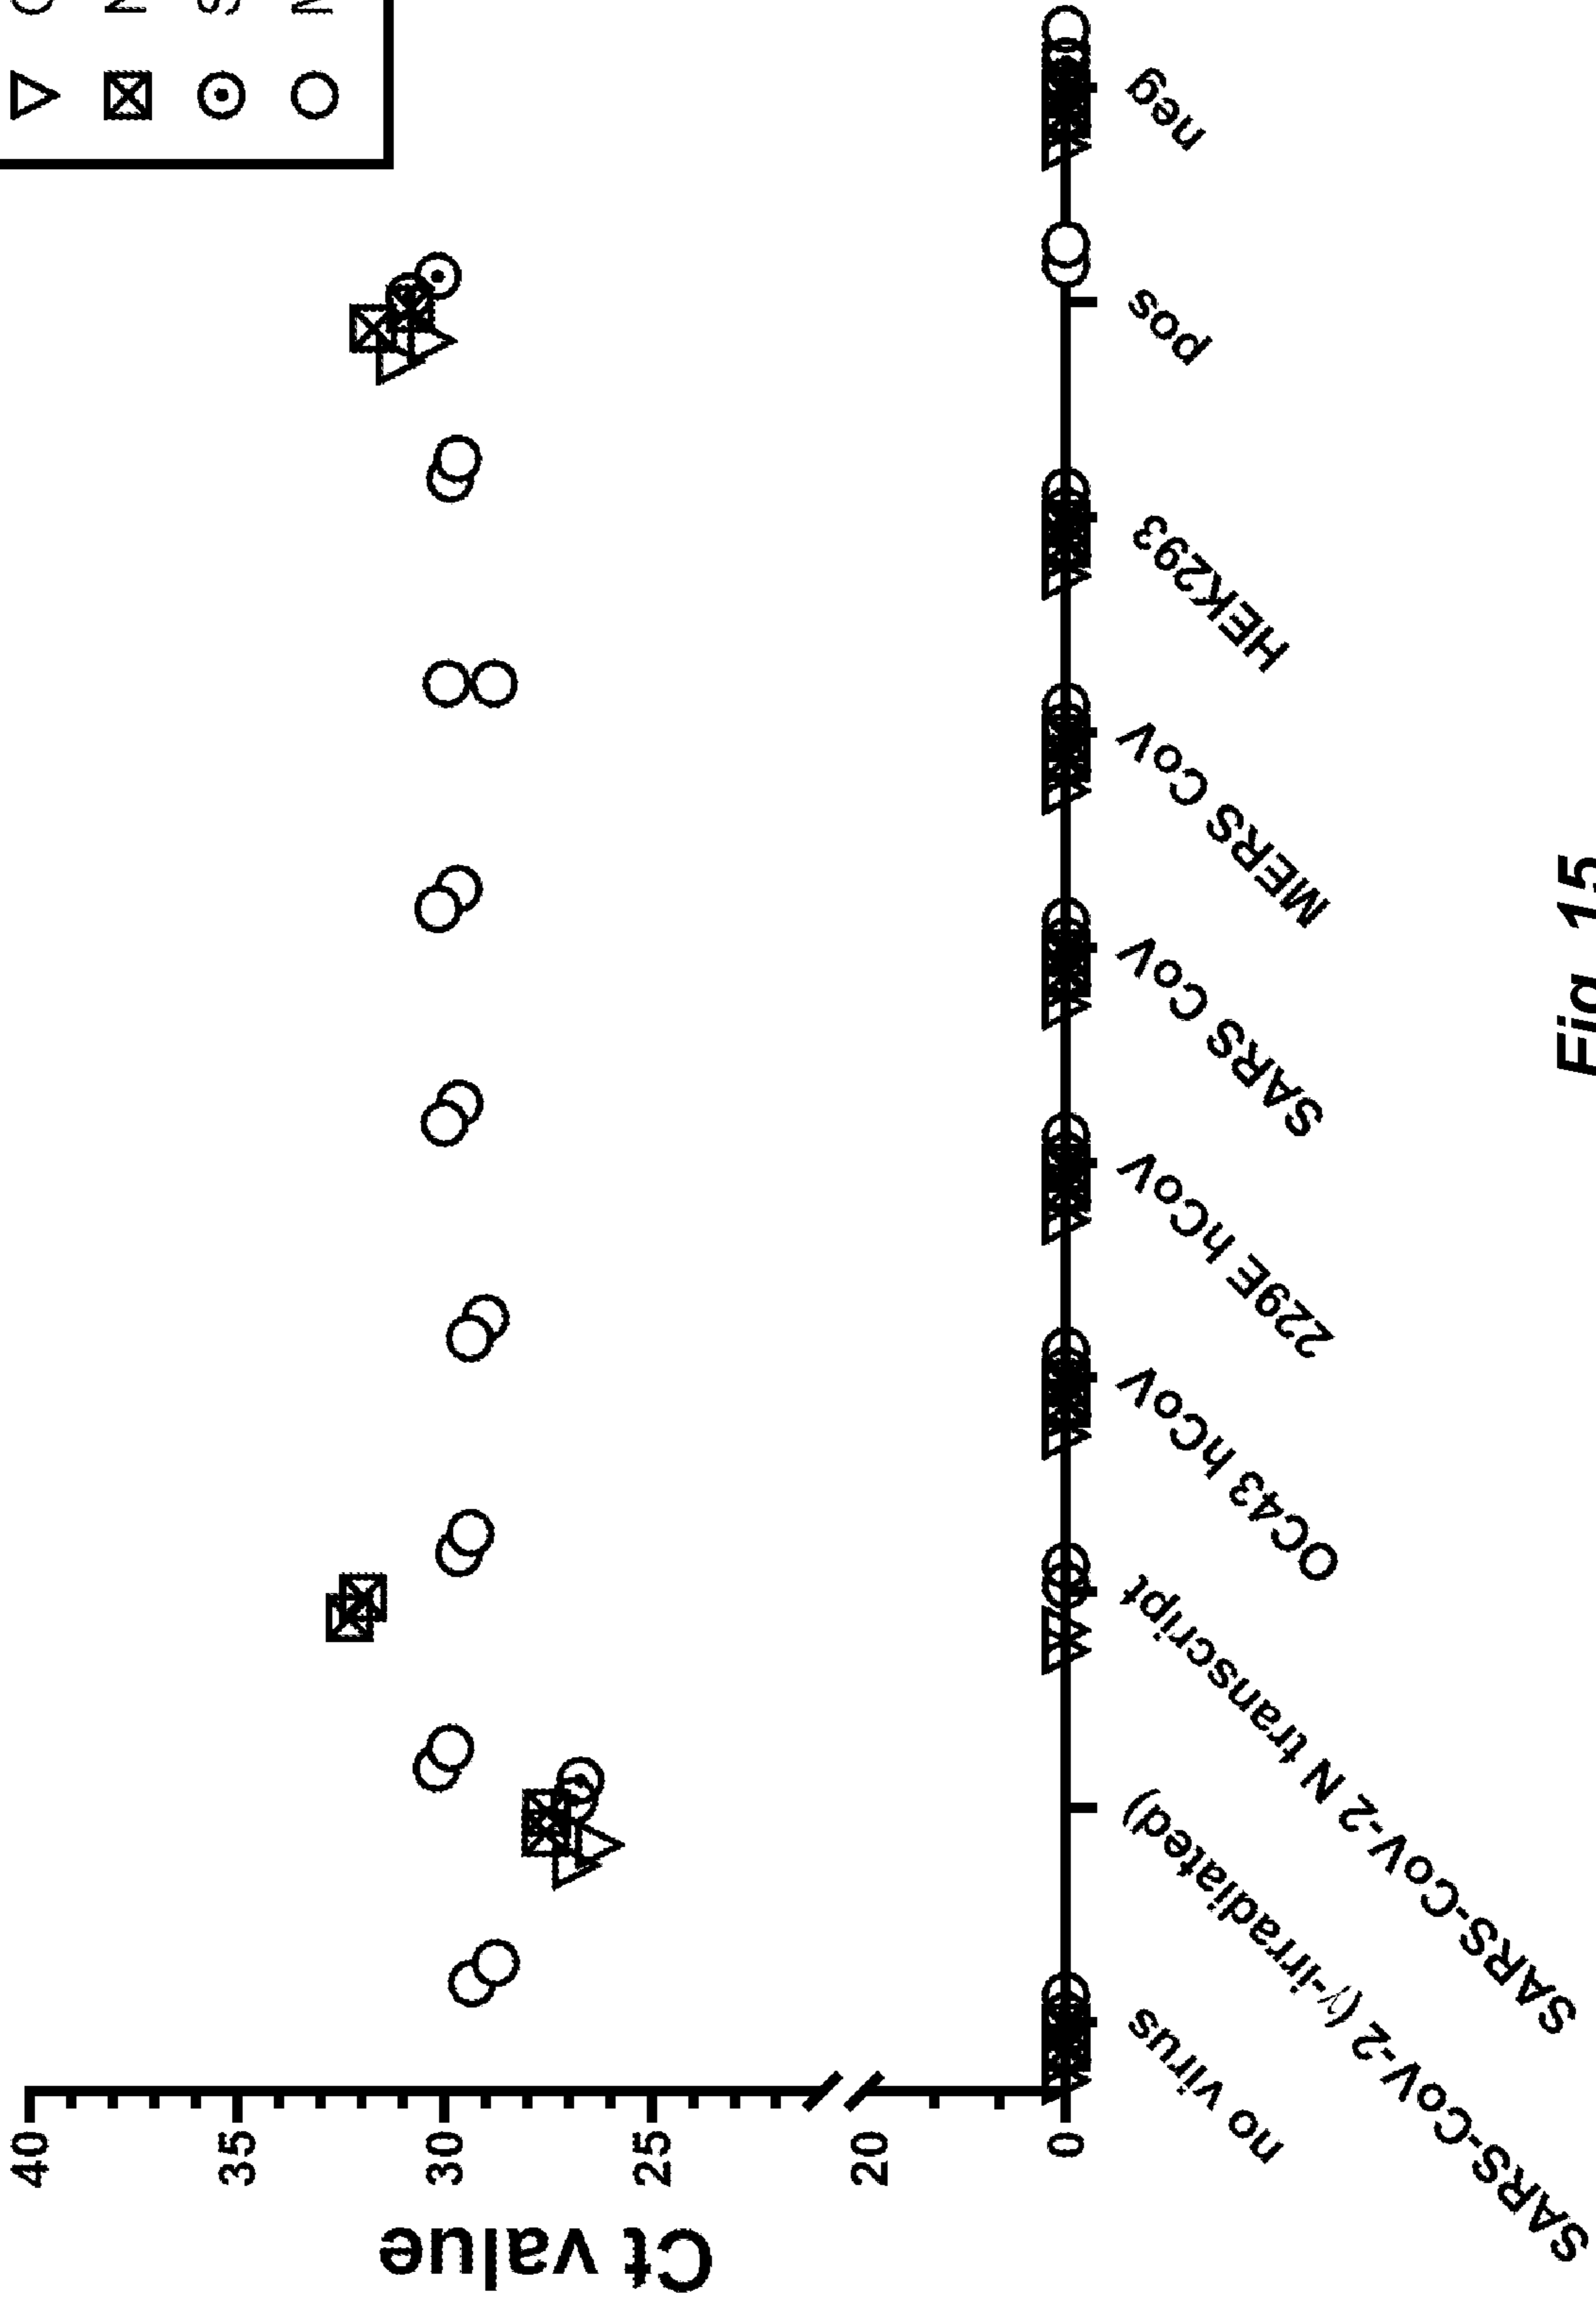 Ct value
40
35
30
25
20
0
no virus
SARS-CoV-2 (γ-irradiated)
SARS-CoV-2 N transcript
OC43 hCoV
229E hCoV
SARS CoV
MERS CoV
HEK293
pos
neg
Fig. 15